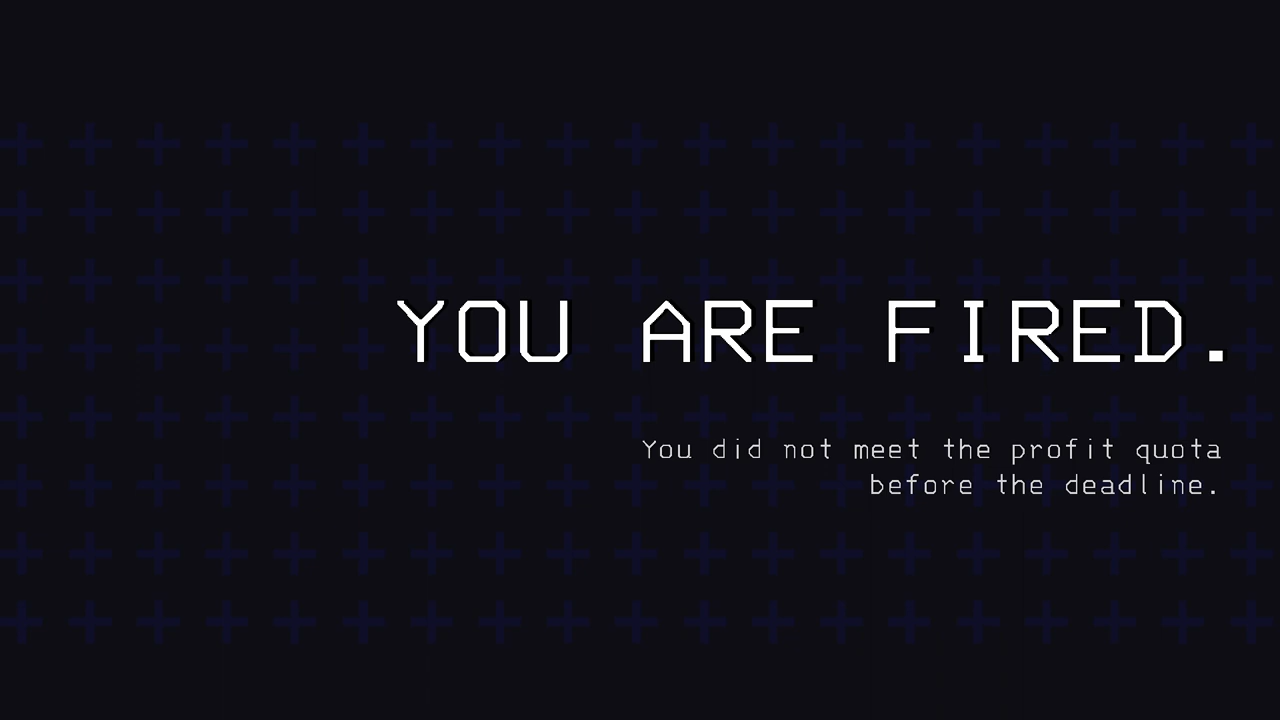 YOU ARE FIRED.
You did not meet the profit quota
before the deadline.